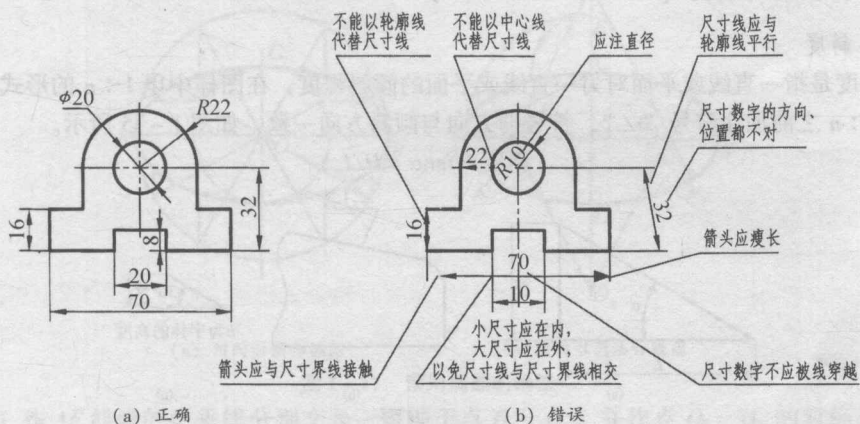 不能以轮廓线
代替尺寸线
不能以中心线
代替尺寸线
应注直径
尺寸线应与
轮廓线平行
尺寸数字的方向、
位置都不对
φ20
R22
16
32
8
20
70
22
R10
16
32
70
10
箭头应瘦长
小尺寸应在内，
大尺寸应在外，
以免尺寸线与尺寸界线相交
箭头应与尺寸界线接触
尺寸数字不应被线穿越
(a) 正确
(b) 错误